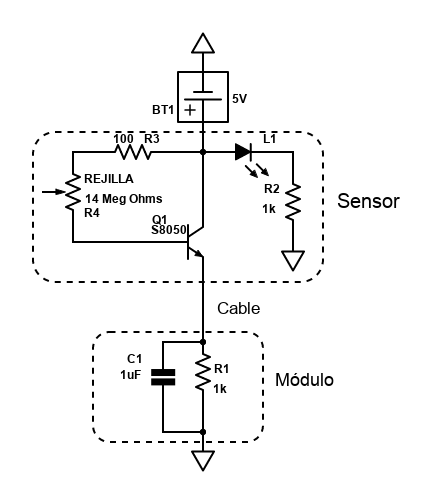 BT1
+
5V
100 R3
L1
REJILLA
14 Meg Ohms
R4
R2
1k
Sensor
Q1
S8050
Cable
C1
1uF
R1
1k
Módulo